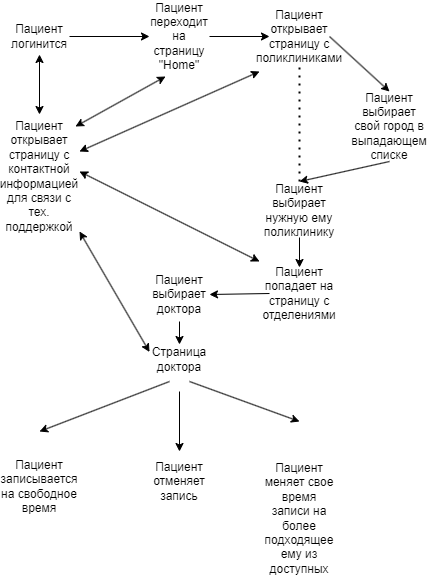 Пациент
логинится
Пациент
переходит
на
страницу
"Home"
Пациент
открывает
страницу с
поликлиниками
Пациент
выбирает
свой город в
выпадающем
списке
Пациент
открывает
страницу с
контактной
информацией
для связи с
тех.
поддержкой
Пациент
выбирает
нужную ему
поликлинику
Пациент
попадает на
страницу с
отделениями
Пациент
выбирает
доктора
Страница
доктора
Пациент
записывается
на свободное
время
Пациент
отменяет
запись
Пациент
меняет свое
время
записи на
более
подходящее
ему из
доступных